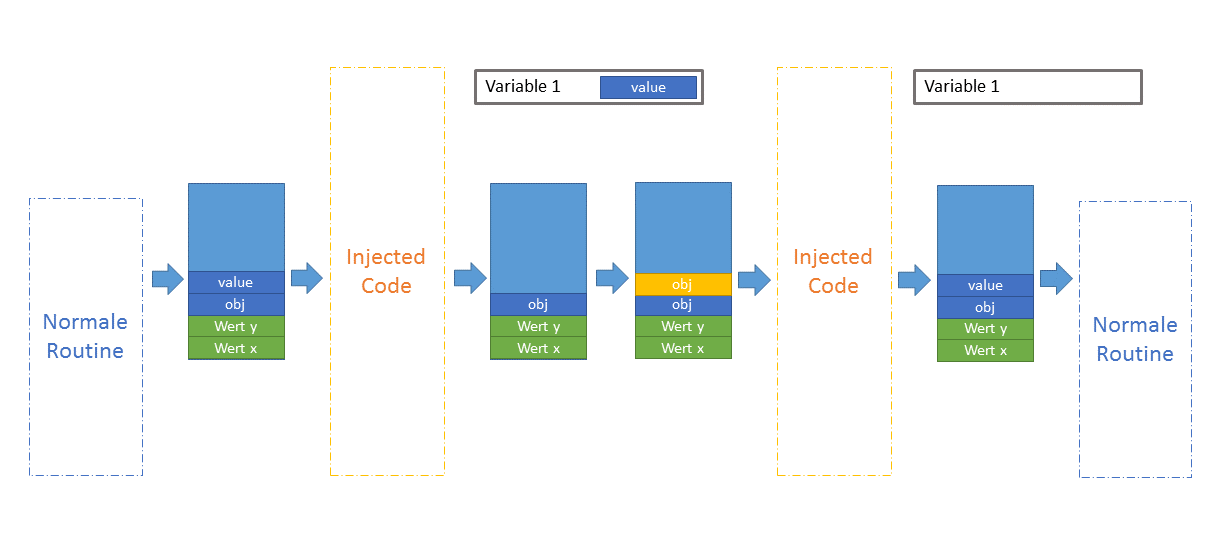 Variable 1
value
Variable 1
Normale
Routine
value
obj
Wert y
Wert x
Injected
Code
obj
Wert y
Wert x
obj
obj
Wert y
Wert x
Injected
Code
value
obj
Wert y
Wert x
Normale
Routine